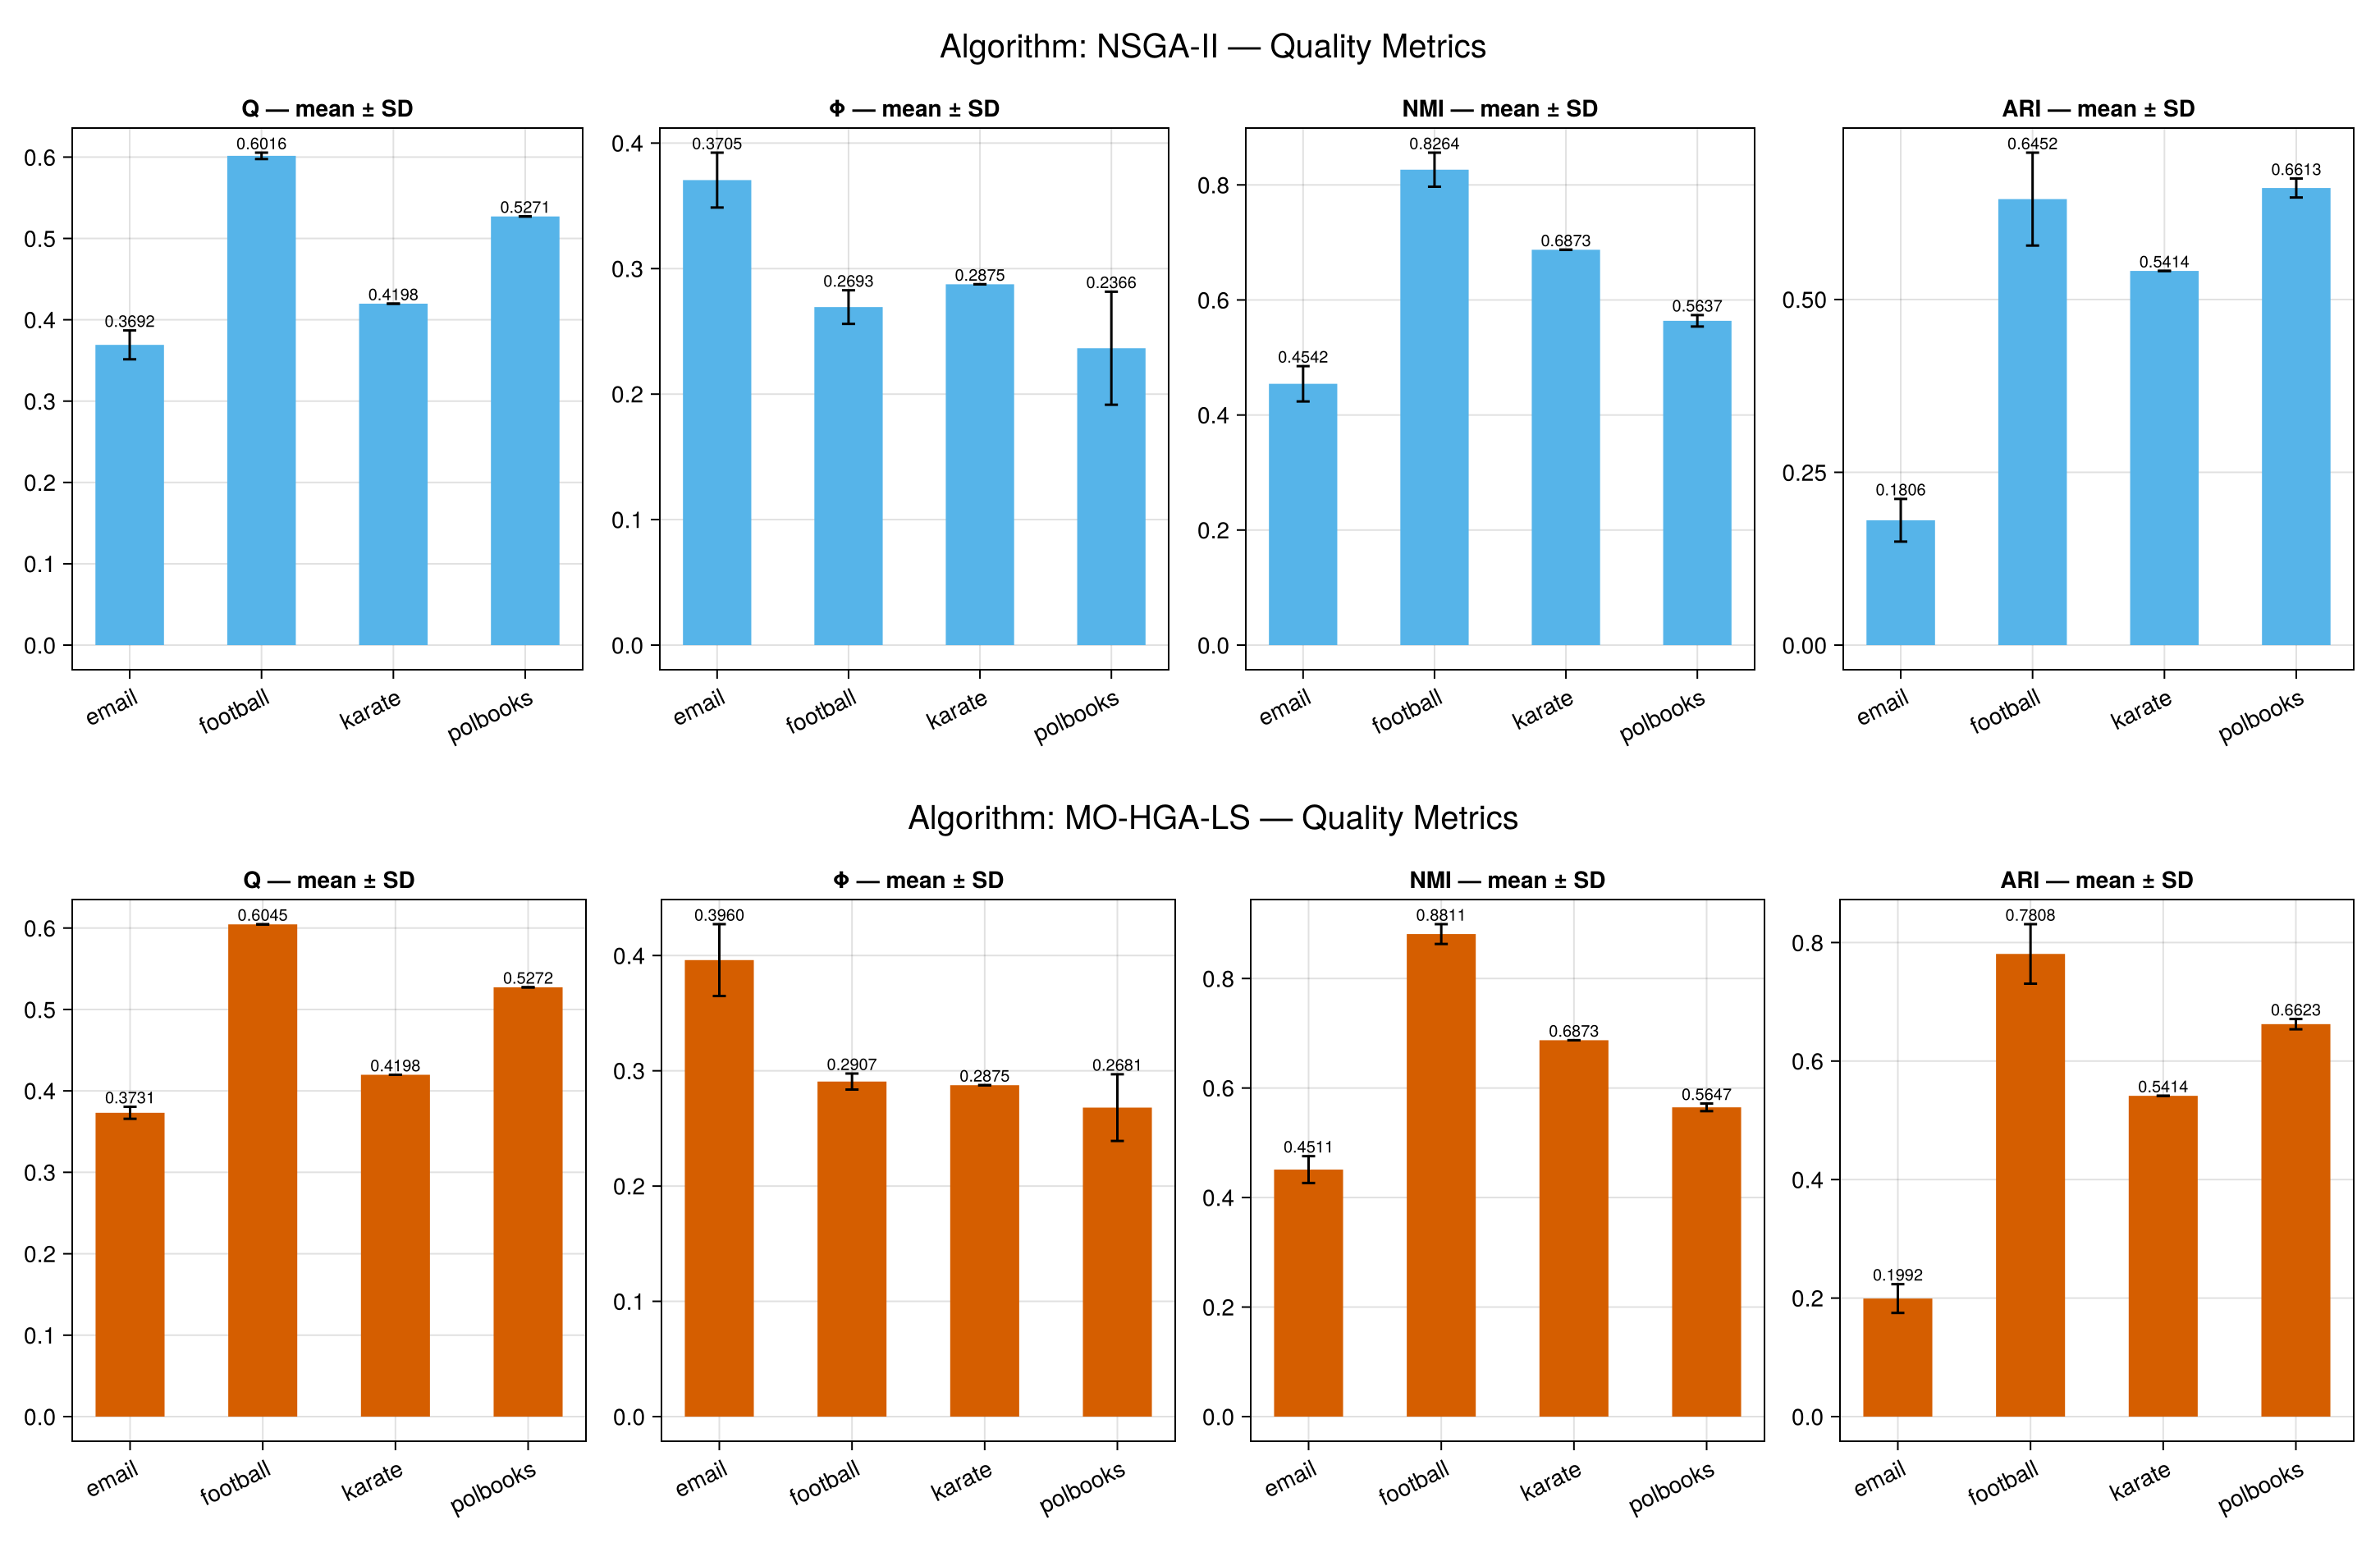 Algorithm: NSGA-II — Quality Metrics
Q — mean ± SD
0.6
0.5
0.4
0.3
0.2
0.1
0.0
0.3692
0.6016
0.4198
0.5271
email
football
karate
polbooks
Φ — mean ± SD
0.4
0.3
0.2
0.1
0.0
0.3705
0.2693
0.2875
0.2366
email
football
karate
polbooks
NMI — mean ± SD
0.8
0.6
0.4
0.2
0.0
0.4542
0.8264
0.6873
0.5637
email
football
karate
polbooks
ARI — mean ± SD
0.50
0.25
0.00
0.1806
0.6452
0.5414
0.6613
email
football
karate
polbooks
Algorithm: MO-HGA-LS — Quality Metrics
Q — mean ± SD
0.6
0.5
0.4
0.3
0.2
0.1
0.0
0.3731
0.6045
0.4198
0.5272
email
football
karate
polbooks
Φ — mean ± SD
0.4
0.3
0.2
0.1
0.0
0.3960
0.2907
0.2875
0.2681
email
football
karate
polbooks
NMI — mean ± SD
0.8
0.6
0.4
0.2
0.0
0.4511
0.8811
0.6873
0.5647
email
football
karate
polbooks
ARI — mean ± SD
0.8
0.6
0.4
0.2
0.0
0.1992
0.7808
0.5414
0.6623
email
football
karate
polbooks